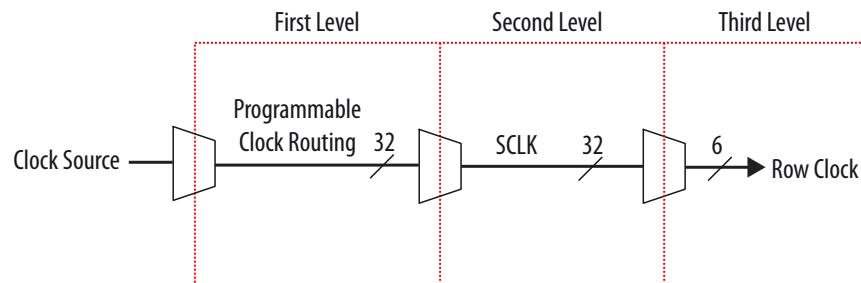 First Level
Second Level
Third Level
Programmable
Clock Routing
32
SCLK
32
6
Clock Source
Row Clock